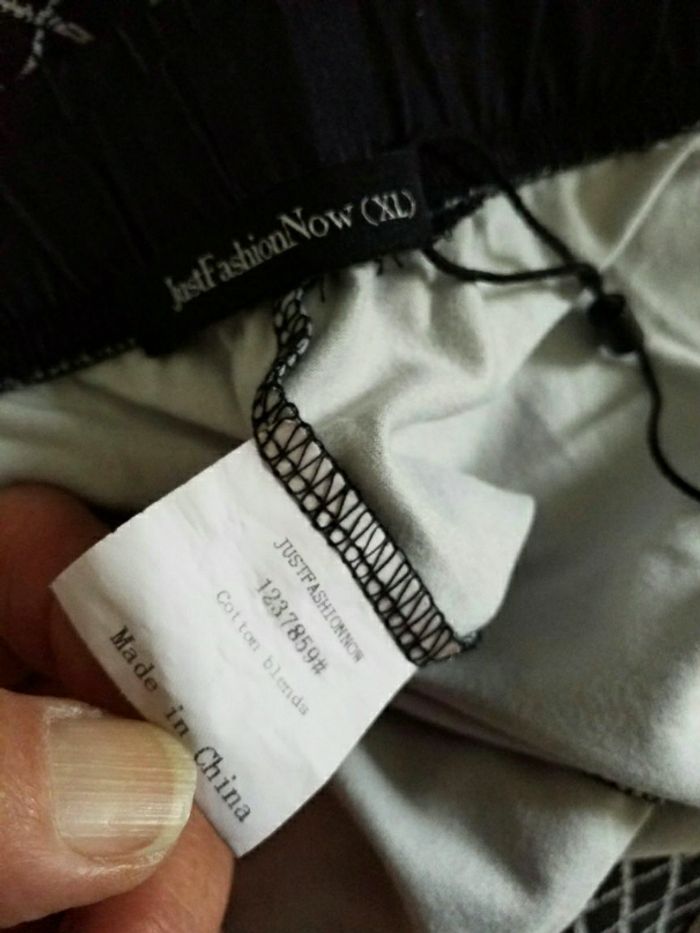 JustFashionNow (XL)
JUSTFASHIONNOW
1237859#
Cotton blends
Made in China